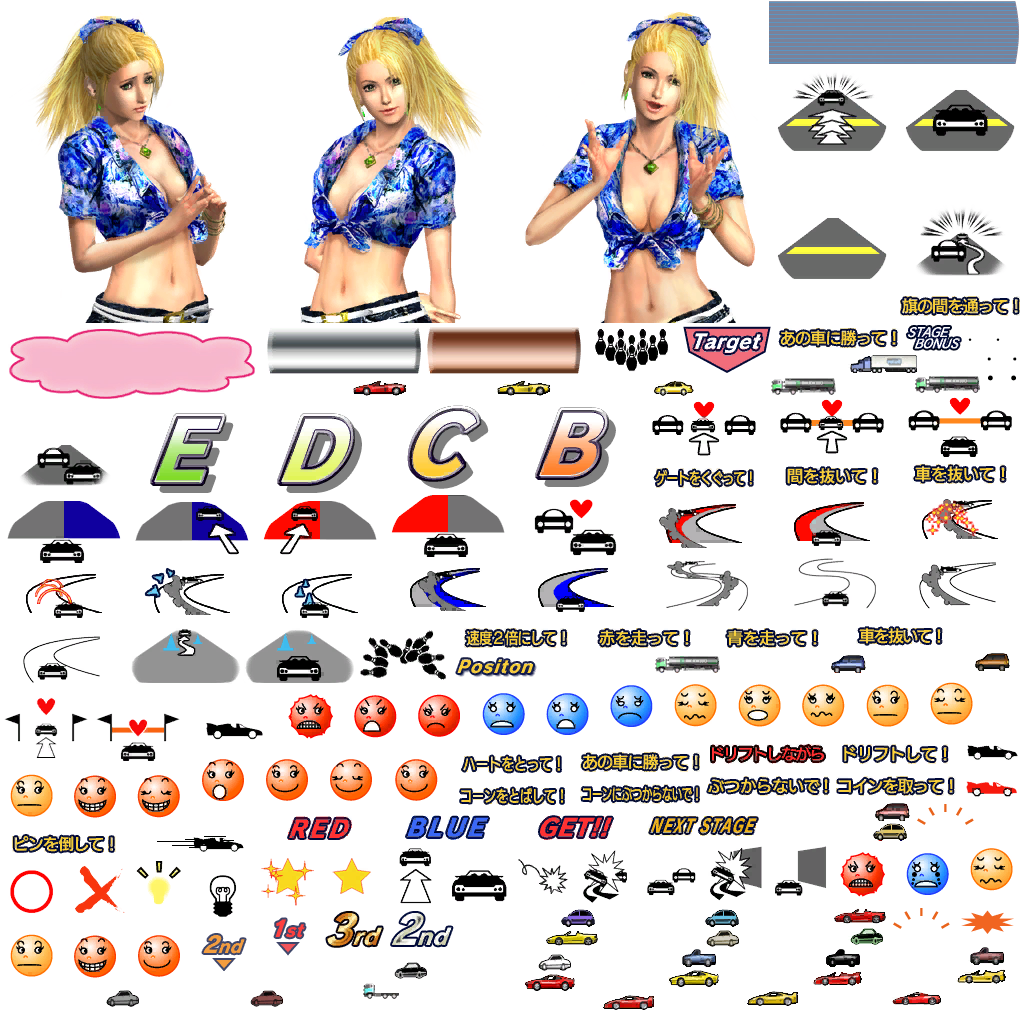 旗の間を通って!
Target
あの車に勝って!
STAGE
BONUS
E
D
C
B
ゲートをくぐって!
間を抜いて!
車を抜いて!
速度2倍にして!
赤を走って!
青を走って!
車を抜いて!
Positon
ハートをとって!
あの車に勝って!
ドリフトしながら
ドリフトして!
コーンをとばして!
コーンにぶつからないで!
ぶつからないで!
コインを取って!
ピンを倒して!
RED
BLUE
GET!!
NEXT STAGE
2nd
1st
3rd
2nd